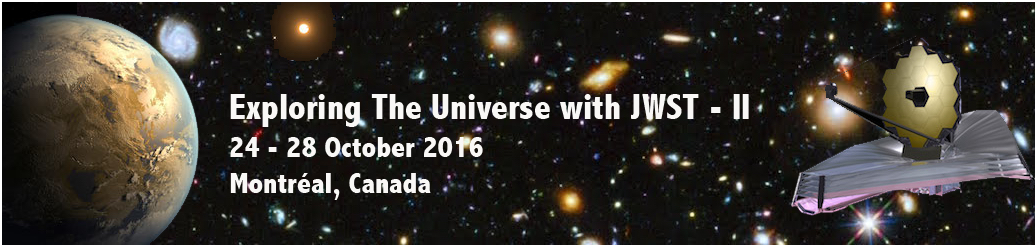 Exploring The Universe with JWST - II
24 - 28 October 2016
Montréal, Canada